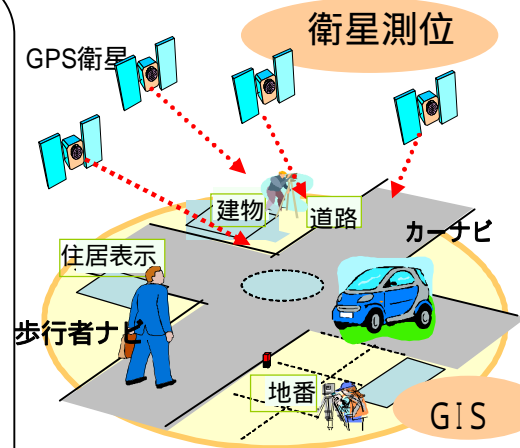 衛星測位
GPS衛星
建物
道路
カーナビ
住居表示
歩行者ナビ
地番
GIS